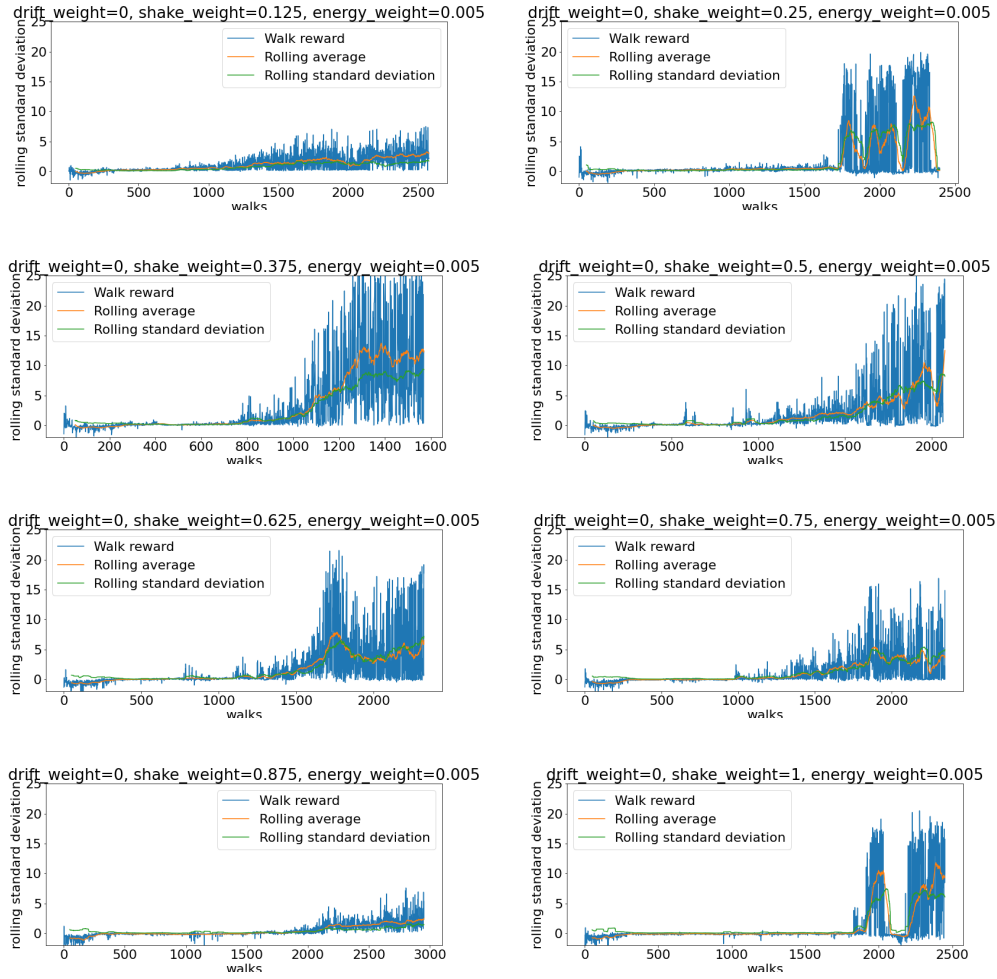 drift_weight=0, shake_weight=0.125, energy_weight=0.005
rolling standard deviation
25
20
15
10
5
0
Walk reward
Rolling average
Rolling standard deviation
0 500 1000 1500 2000 2500
walks
drift_weight=0, shake_weight=0.25, energy_weight=0.005
rolling standard deviation
25
20
15
10
5
0
Walk reward
Rolling average
Rolling standard deviation
0 500 1000 1500 2000 2500
walks
drift_weight=0, shake_weight=0.375, energy_weight=0.005
rolling standard deviation
25
20
15
10
5
0
Walk reward
Rolling average
Rolling standard deviation
0 200 400 600 800 1000 1200 1400 1600
walks
drift_weight=0, shake_weight=0.5, energy_weight=0.005
rolling standard deviation
25
20
15
10
5
0
Walk reward
Rolling average
Rolling standard deviation
0 500 1000 1500 2000
walks
drift_weight=0, shake_weight=0.625, energy_weight=0.005
rolling standard deviation
25
20
15
10
5
0
Walk reward
Rolling average
Rolling standard deviation
0 500 1000 1500 2000
walks
drift_weight=0, shake_weight=0.75, energy_weight=0.005
rolling standard deviation
25
20
15
10
5
0
Walk reward
Rolling average
Rolling standard deviation
0 500 1000 1500 2000
walks
drift_weight=0, shake_weight=0.875, energy_weight=0.005
rolling standard deviation
25
20
15
10
5
0
Walk reward
Rolling average
Rolling standard deviation
0 500 1000 1500 2000 2500 3000
walks
drift_weight=0, shake_weight=1, energy_weight=0.005
rolling standard deviation
25
20
15
10
5
0
Walk reward
Rolling average
Rolling standard deviation
0 500 1000 1500 2000 2500
walks